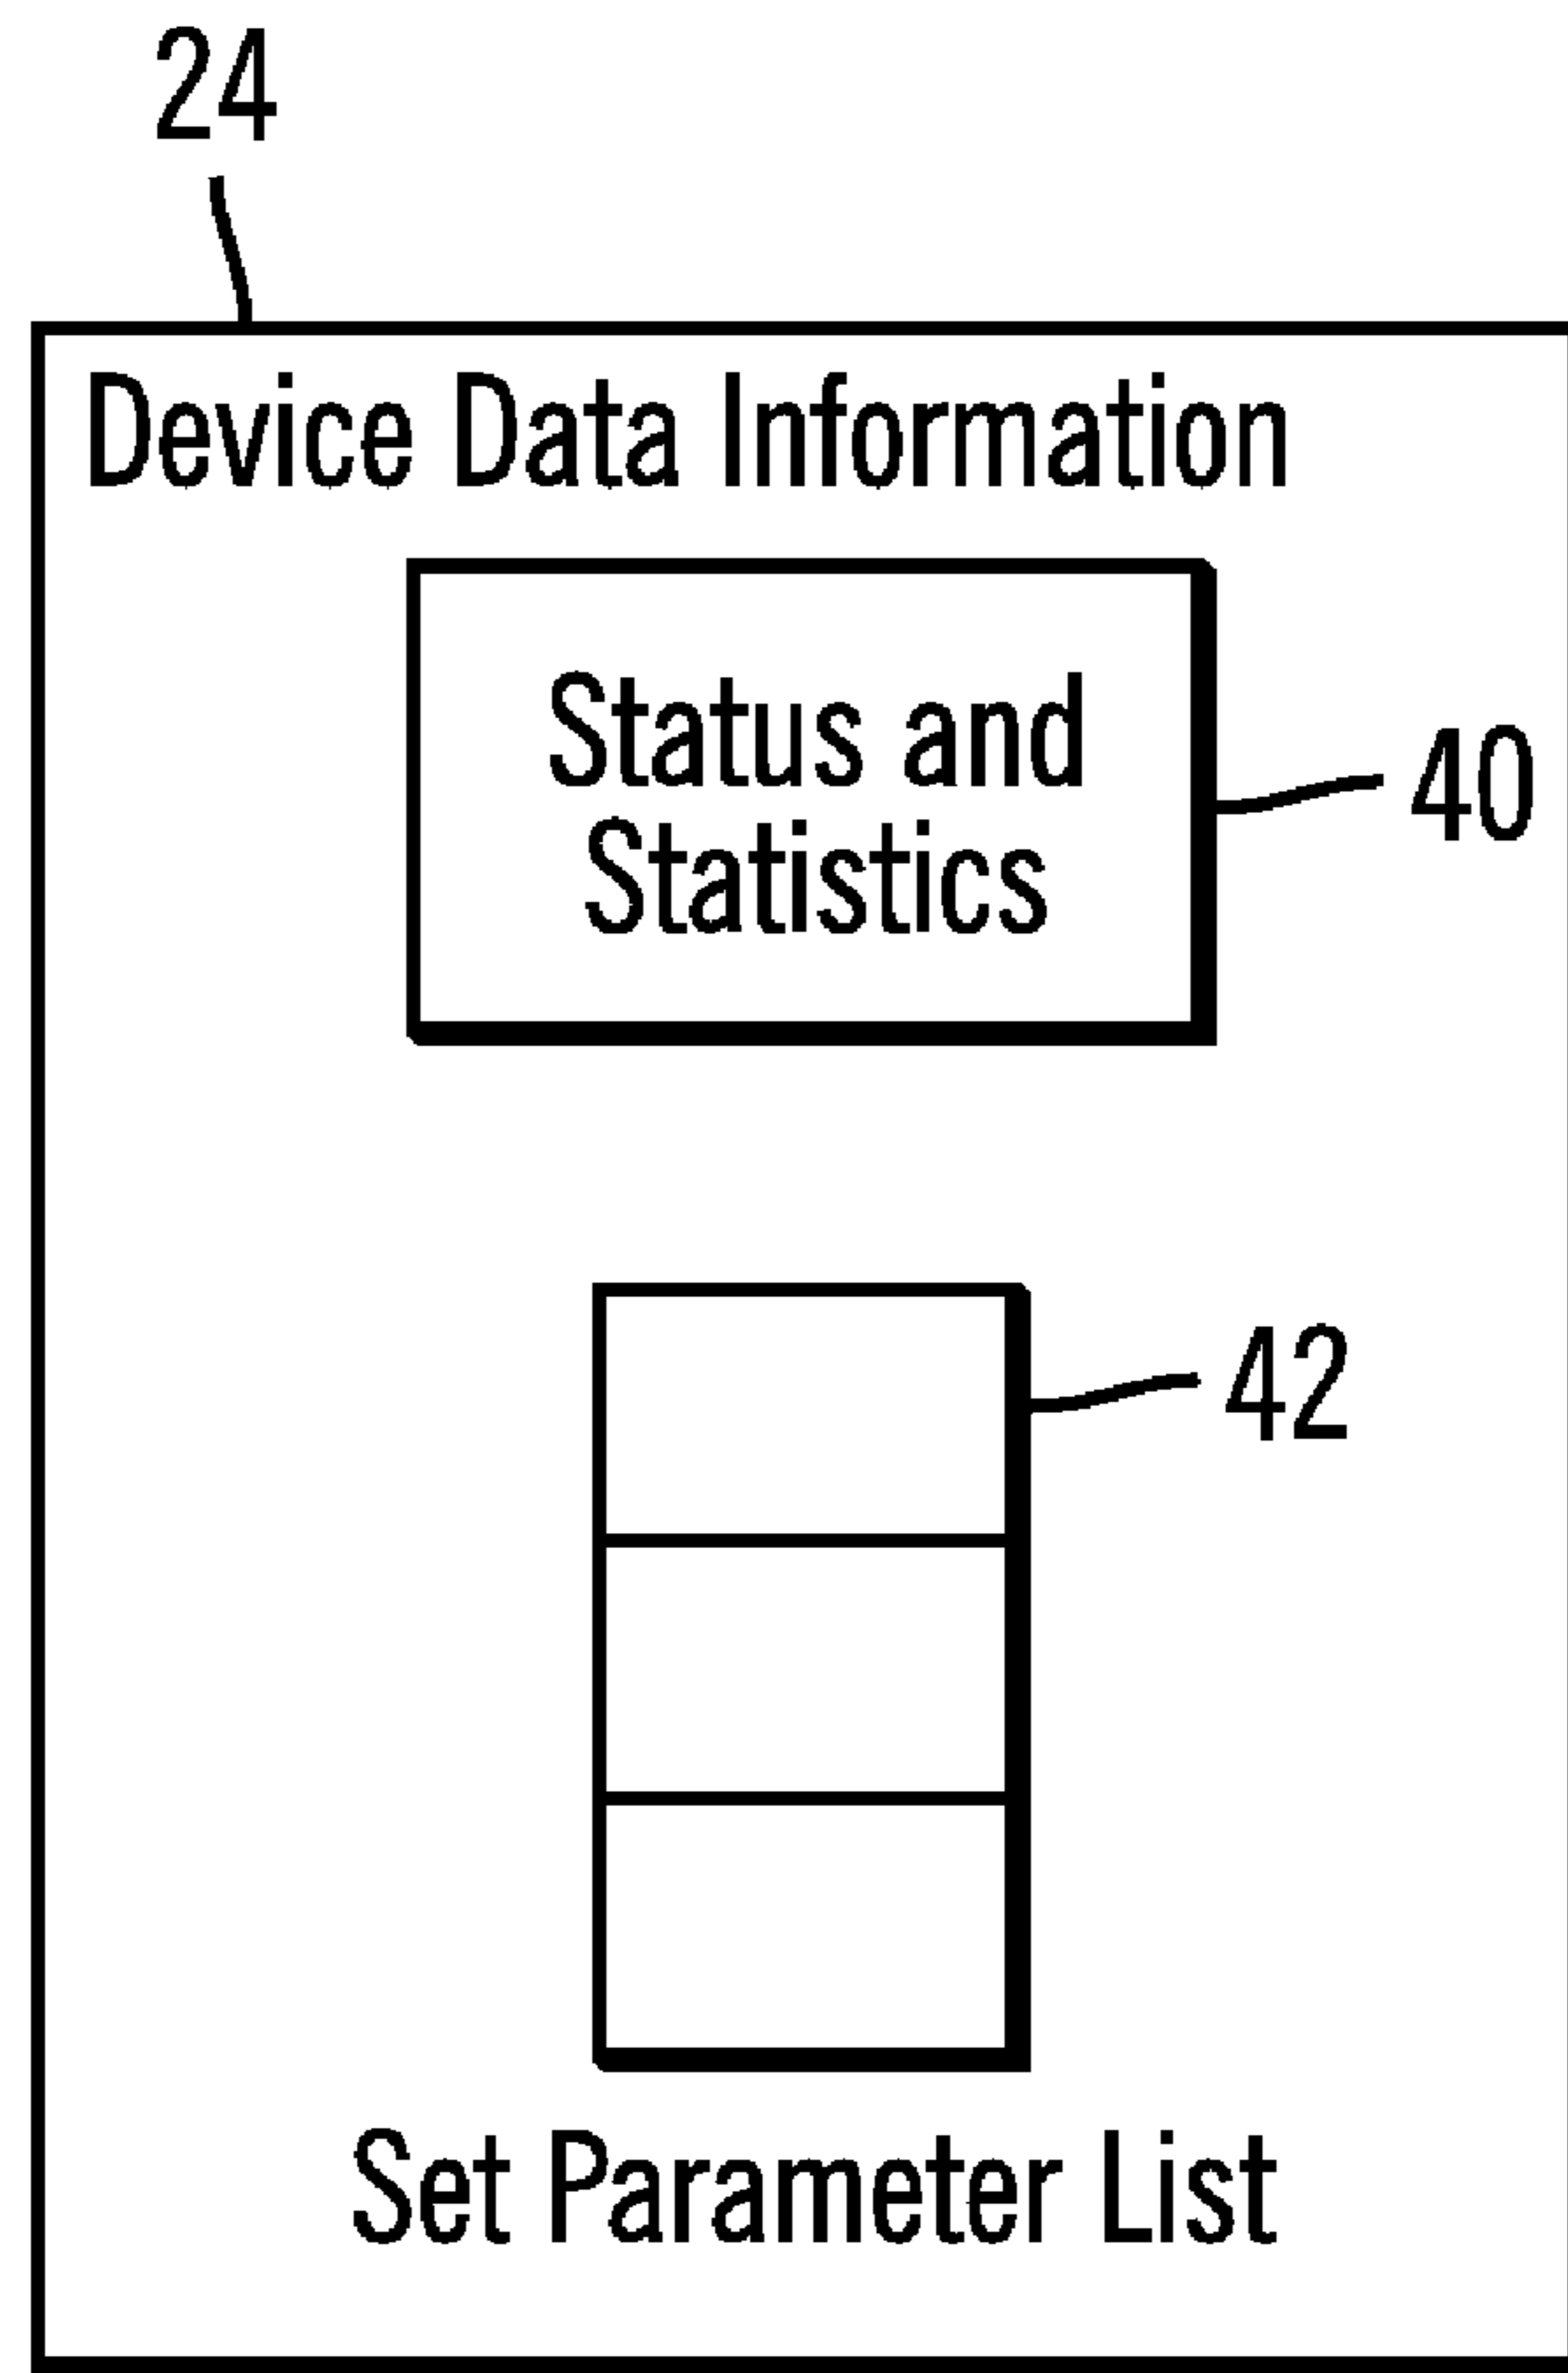 24
Device Data Information
Status and
Statistics
40
42
Set Parameter List